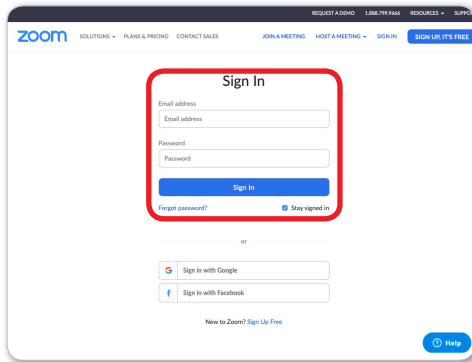 REQUEST A DEMO 1.888.799.9666 RESOURCES SUPPO
zoom SOLUTIONS PLANS & PRICING CONTACT SALES JOIN A MEETING HOST A MEETING SIGN IN SIGN UP, IT'S FREE
Sign In
Email address
Email address
Password
Password
Sign In
Forgot password? Stay signed in
or
G Sign in with Google
f Sign in with Facebook
New to Zoom? Sign Up Free
? Help